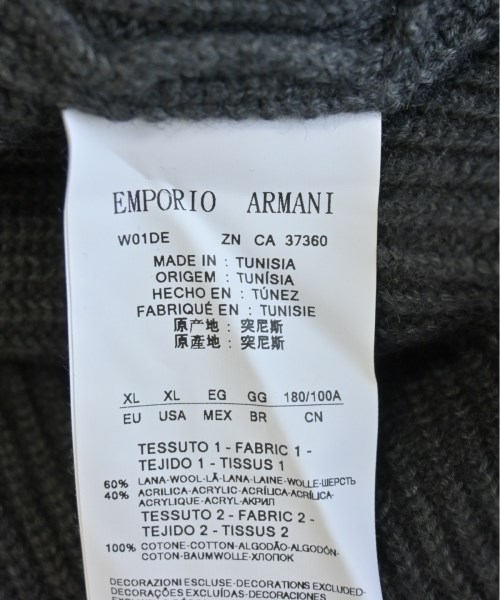 EMPORIO ARMANI
W01DE ZN CA 37360
MADE IN : TUNISIA
ORIGEM : TUNÍSIA
HECHO EN : TÚNEZ
FABRIQUÉ EN : TUNISIE
原产地 : 突尼斯
原產地 : 突尼斯
XL XL EG GG 180/100A
EU USA MEX BR CN
TESSUTO 1 - FABRIC 1 -
TEJIDO 1 - TISSUS 1
60% LANA-WOOL-LÃ-LANA-LAINE-WOLLE-ШЕРСТЬ
40% ACRILICA-ACRYLIC-ACRÍLICA-ACRÍLICA-
ACRYLIQUE-ACRYL-АКРИЛ
TESSUTO 2 - FABRIC 2 -
TEJIDO 2 - TISSUS 2
100% COTONE-COTTON-ALGODÃO-ALGODÓN-
COTON-BAUMWOLLE-ХЛОПОК
DECORAZIONI ESCLUSE-DECORATIONS EXCLUDED-
DECORAÇÕES EXCLUÍDAS-DECORACIONES